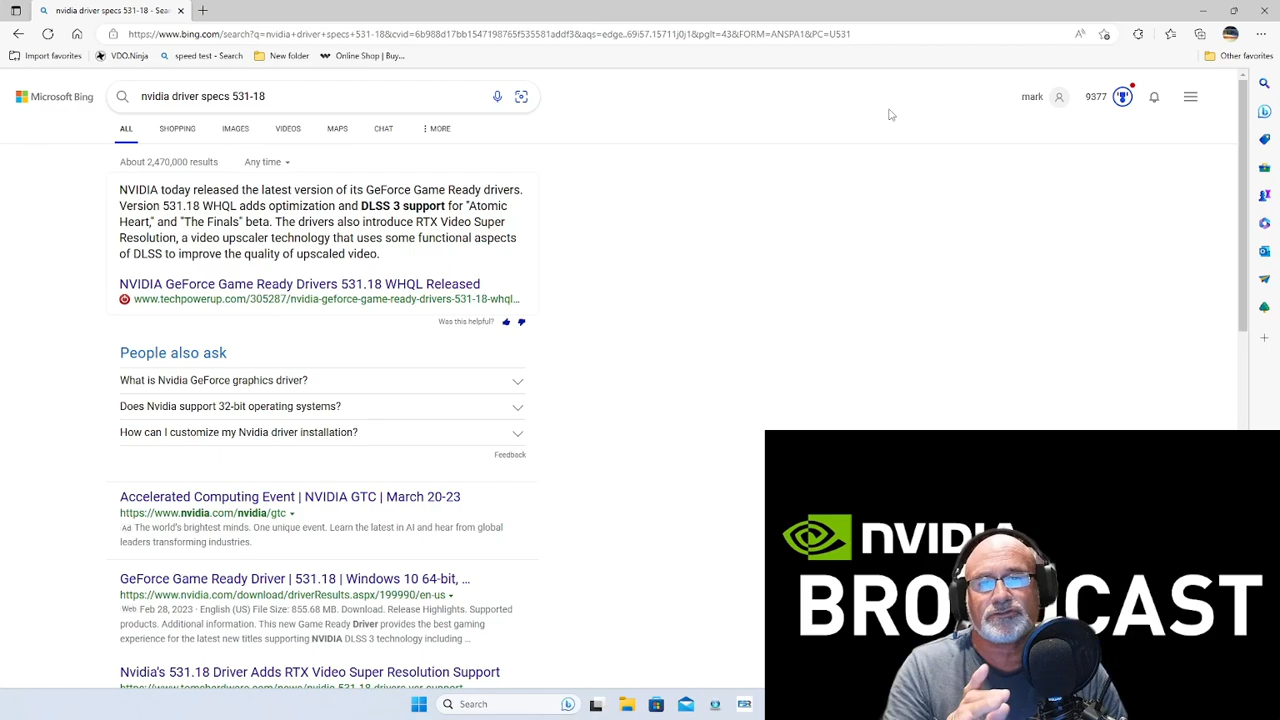 nvidia driver specs 531-18 - Sea
https://www.bing.com/search?q=nvidia+driver+specs+531-18&cvid=6b988d17bb1547198765f535581addf3&aqs=edge..69i57.15711j0j1&pglt=43&FORM=ANSPA1&PC=U531
Import favorites
VDO.Ninja
speed test - Search
New folder
Online Shop | Buy...
Other favorites
Microsoft Bing
nvidia driver specs 531-18
mark
9377
ALL
SHOPPING
IMAGES
VIDEOS
MAPS
CHAT
MORE
About 2,470,000 results
Any time
NVIDIA today released the latest version of its GeForce Game Ready drivers.
Version 531.18 WHQL adds optimization and DLSS 3 support for "Atomic
Heart," and "The Finals" beta. The drivers also introduce RTX Video Super
Resolution, a video upscaler technology that uses some functional aspects
of DLSS to improve the quality of upscaled video.
NVIDIA GeForce Game Ready Drivers 531.18 WHQL Released
www.techpowerup.com/305287/nvidia-geforce-game-ready-drivers-531-18-whql...
Was this helpful?
People also ask
What is Nvidia GeForce graphics driver?
Does Nvidia support 32-bit operating systems?
How can I customize my Nvidia driver installation?
Feedback
Accelerated Computing Event | NVIDIA GTC | March 20-23
https://www.nvidia.com/nvidia/gtc
Ad The world's brightest minds. One unique event. Learn the latest in AI and hear from global
leaders transforming industries.
GeForce Game Ready Driver | 531.18 | Windows 10 64-bit, ...
https://www.nvidia.com/download/driverResults.aspx/199990/en-us
Web Feb 28, 2023 · English (US) File Size: 855.68 MB. Download. Release Highlights. Supported
products. Additional information. This new Game Ready Driver provides the best gaming
experience for the latest new titles supporting NVIDIA DLSS 3 technology including ...
Nvidia's 531.18 Driver Adds RTX Video Super Resolution Support
NVIDIA
BROADCAST
Search